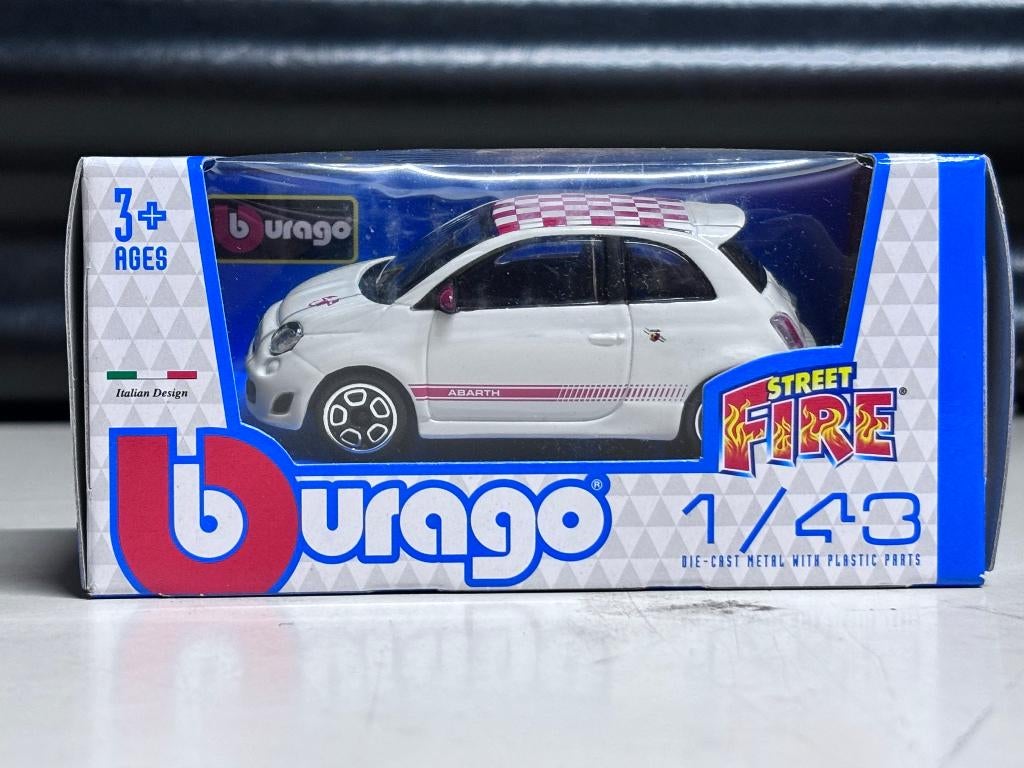 3+
AGES
burago
ABARTH
Italian Design
STREET
FIRE®
burago®
1/43
DIE-CAST METAL WITH PLASTIC PARTS